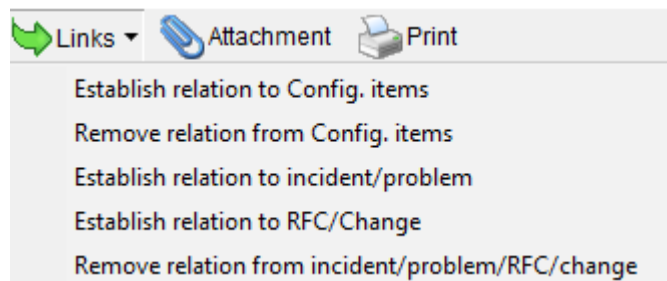 Links Attachment Print
Establish relation to Config. items
Remove relation from Config. items
Establish relation to incident/problem
Establish relation to RFC/Change
Remove relation from incident/problem/RFC/change